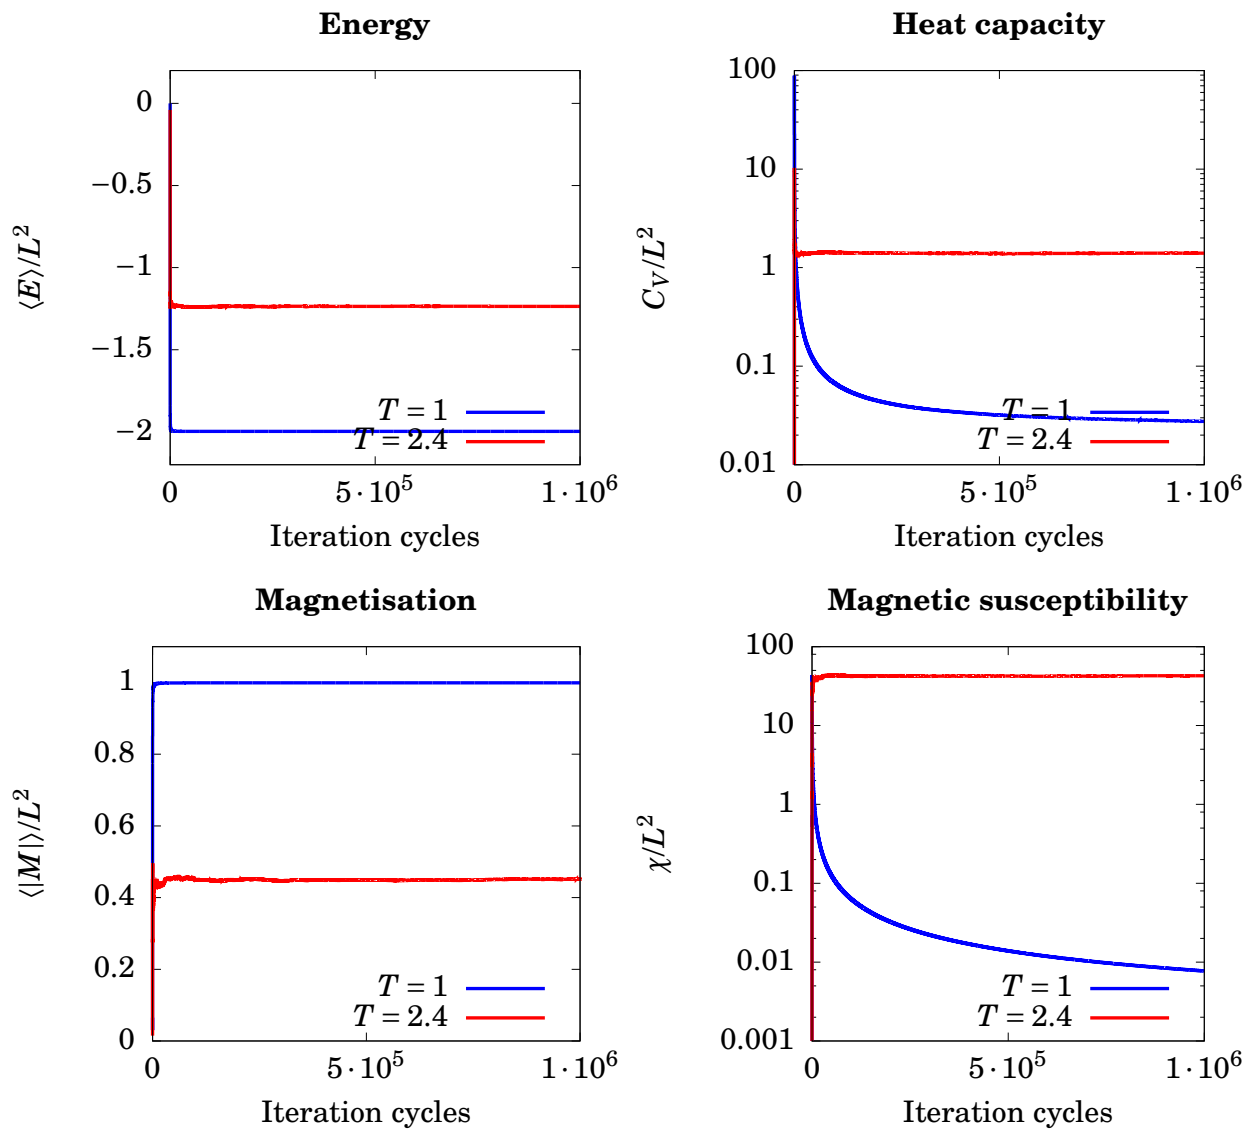 Energy
0
−0.5
−1
−1.5
−2
⟨E⟩/L²
T = 1
T = 2.4
0
5·10⁵
1·10⁶
Iteration cycles
Heat capacity
100
10
1
0.1
0.01
C_V/L²
T = 1
T = 2.4
0
5·10⁵
1·10⁶
Iteration cycles
Magnetisation
1
0.8
0.6
0.4
0.2
0
⟨|M|⟩/L²
T = 1
T = 2.4
0
5·10⁵
1·10⁶
Iteration cycles
Magnetic susceptibility
100
10
1
0.1
0.01
0.001
χ/L²
T = 1
T = 2.4
0
5·10⁵
1·10⁶
Iteration cycles